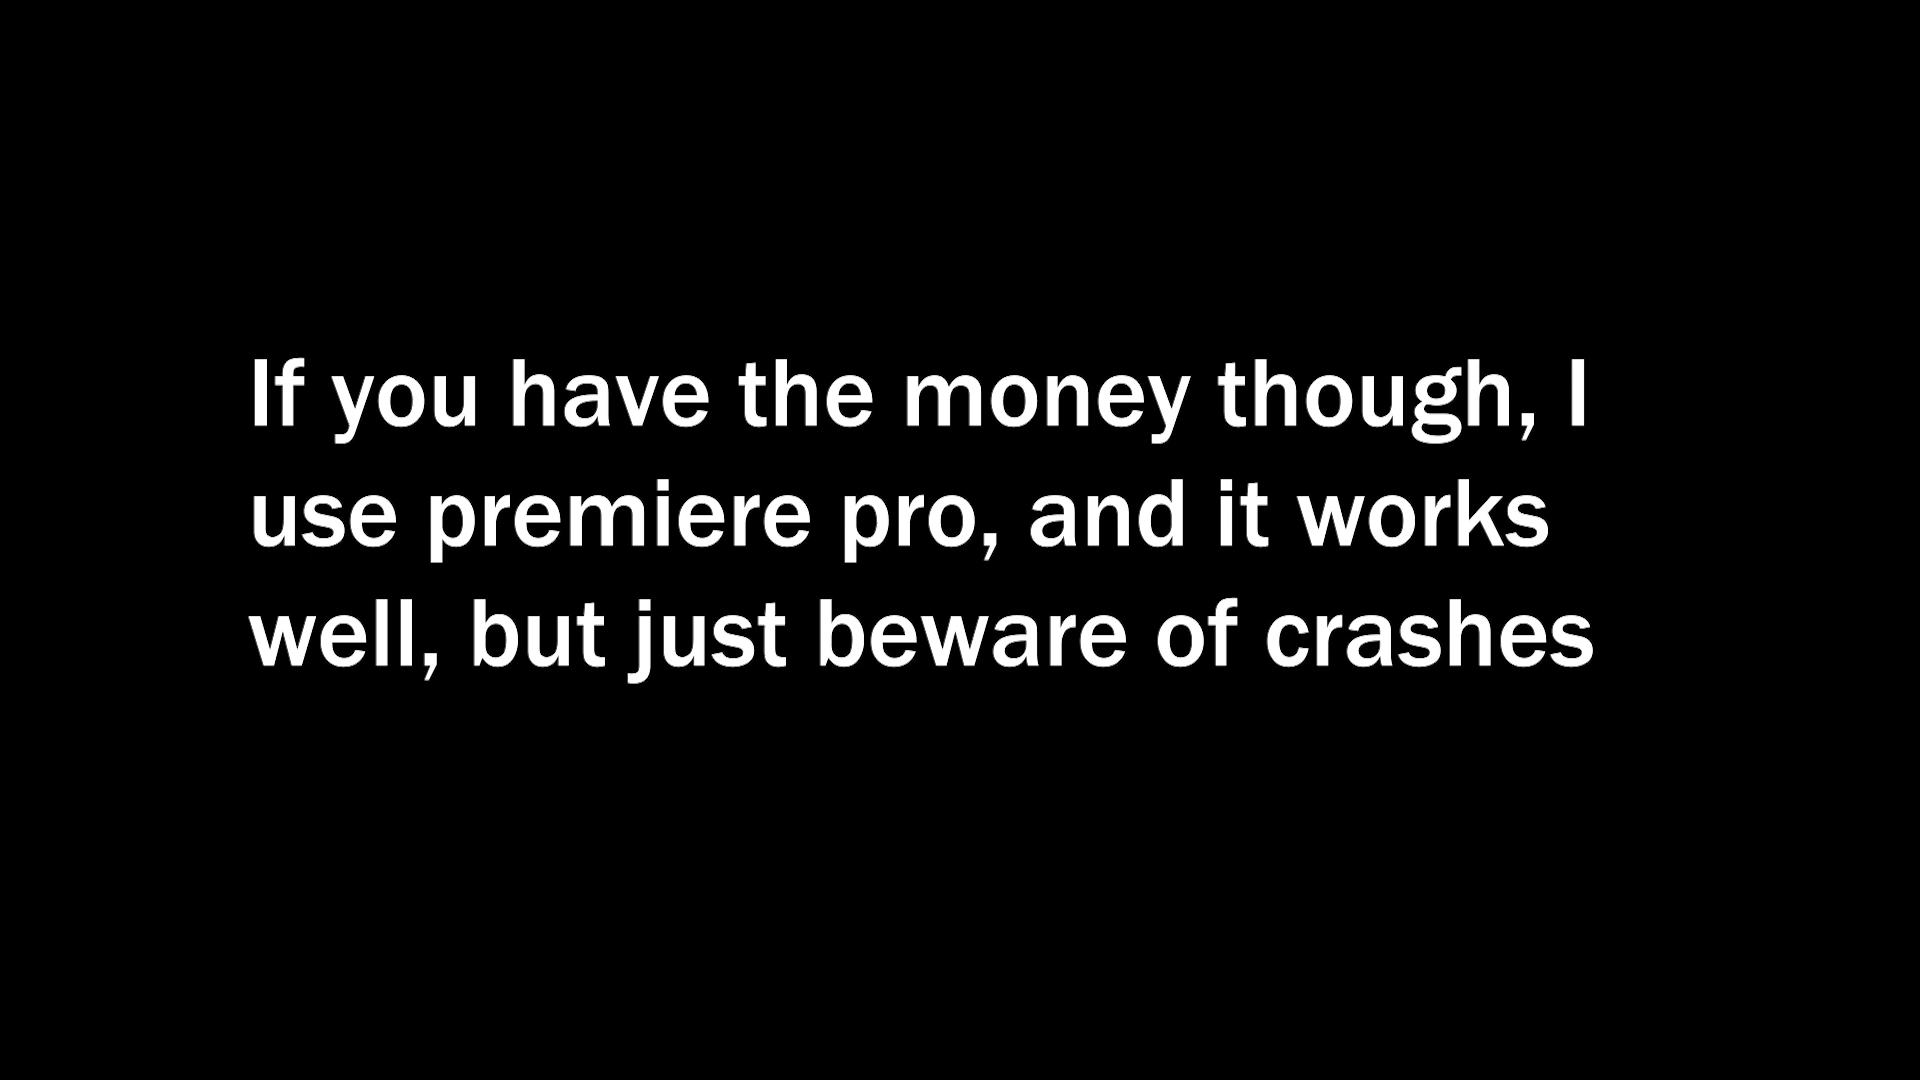 If you have the money though, I
use premiere pro, and it works
well, but just beware of crashes